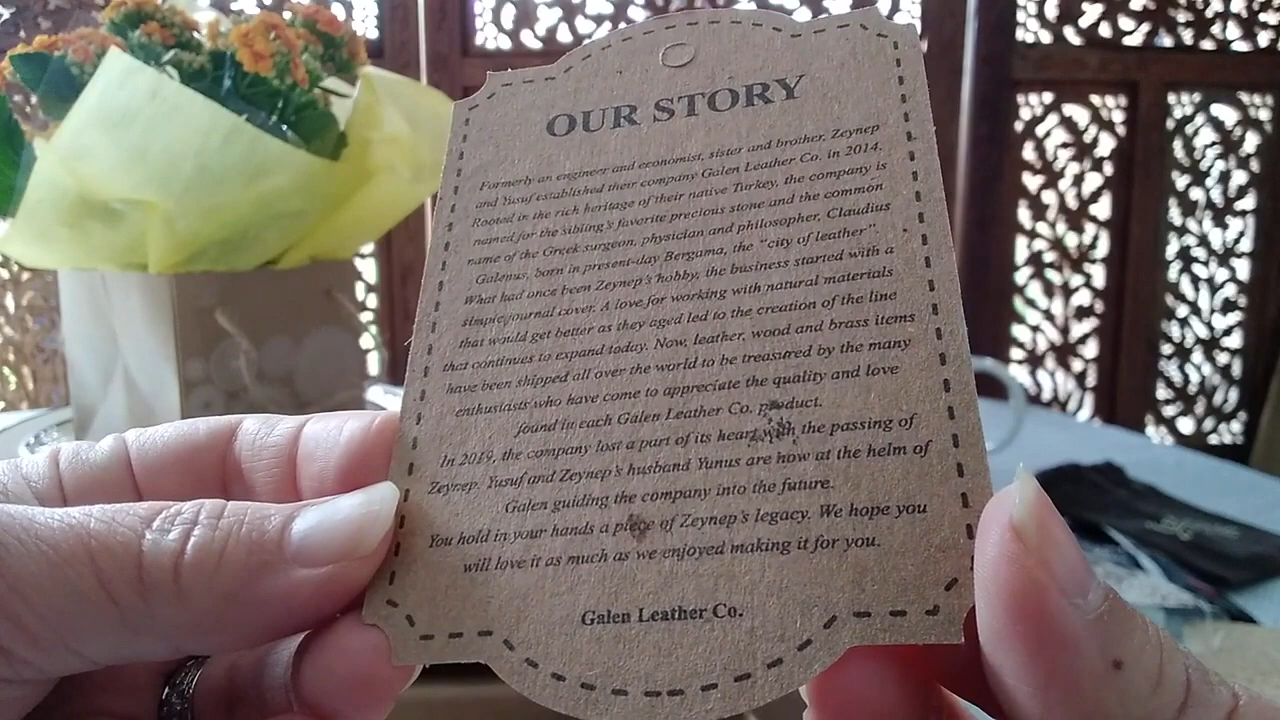 OUR STORY
Formerly an engineer and economist, sister and brother, Zeynep
and Yusuf established their company Galen Leather Co. in 2014.
Rooted in the rich heritage of their native Turkey, the company is
named for the sibling's favorite precious stone and the common
name of the Greek surgeon, physician and philosopher, Claudius
Galenus, born in present-day Bergama, the "city of leather".
What had once been Zeynep's hobby, the business started with a
simple journal cover. A love for working with natural materials
that would get better as they aged led to the creation of the line
that continues to expand today. Now, leather, wood and brass items
have been shipped all over the world to be treasured by the many
enthusiasts who have come to appreciate the quality and love
found in each Galen Leather Co. product.
In 2019, the company lost a part of its heart with the passing of
Zeynep. Yusuf and Zeynep's husband Yunus are now at the helm of
Galen guiding the company into the future.
You hold in your hands a piece of Zeynep's legacy. We hope you
will love it as much as we enjoyed making it for you.
Galen Leather Co.